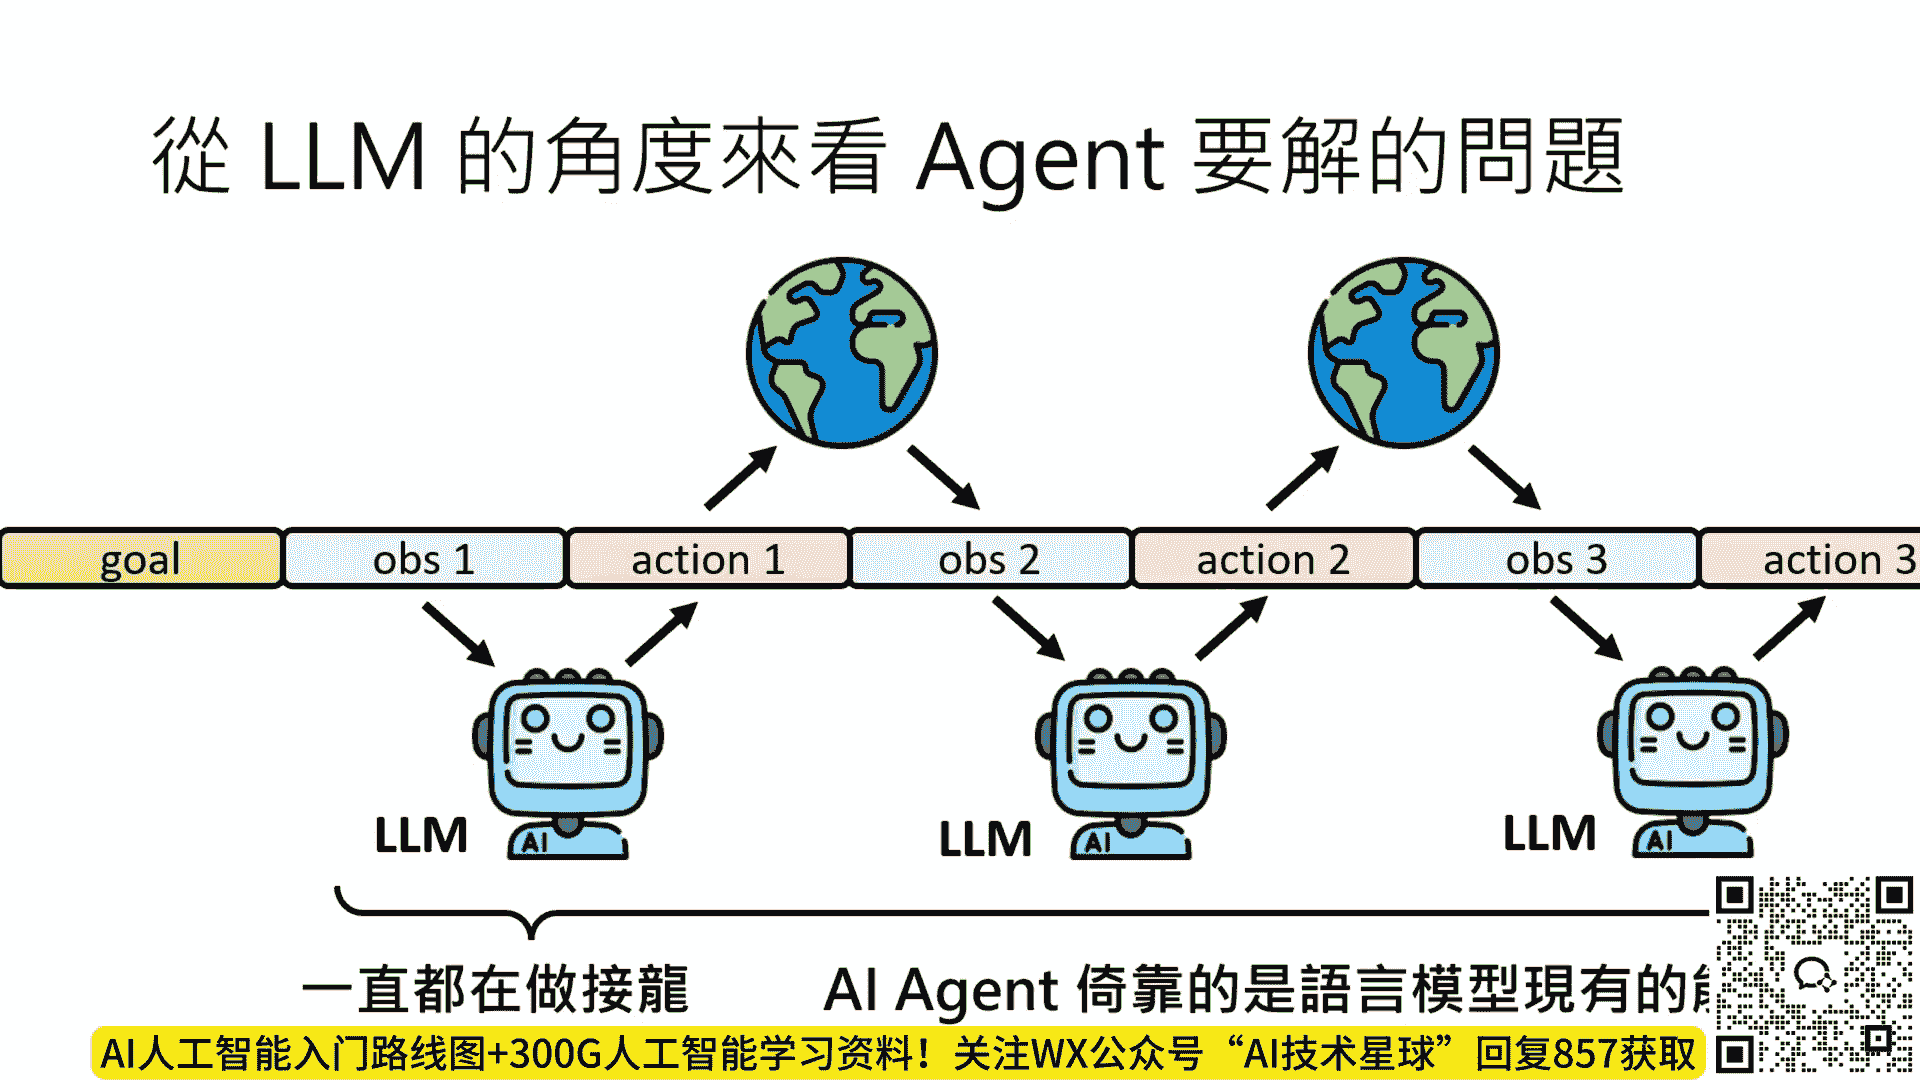 從 LLM 的角度來看 Agent 要解的問題
goal obs 1 action 1 obs 2 action 2 obs 3 action 3
AI AI AI
LLM LLM LLM
一直都在做接龍 AI Agent 倚靠的是語言模型現有的
AI人工智能入门路线图+300G人工智能学习资料！关注WX公众号“AI技术星球”回复857获取